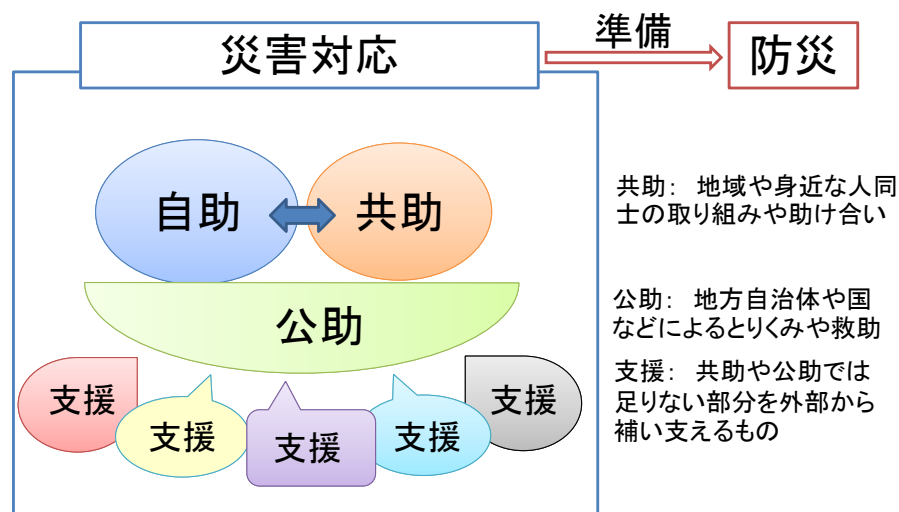 災害対応
準備
防災
自助
共助
公助
支援
支援
支援
支援
支援
共助： 地域や身近な人同
士の取り組みや助け合い
公助： 地方自治体や国
などによるとりくみや救助
支援： 共助や公助では
足りない部分を外部から
補い支えるもの